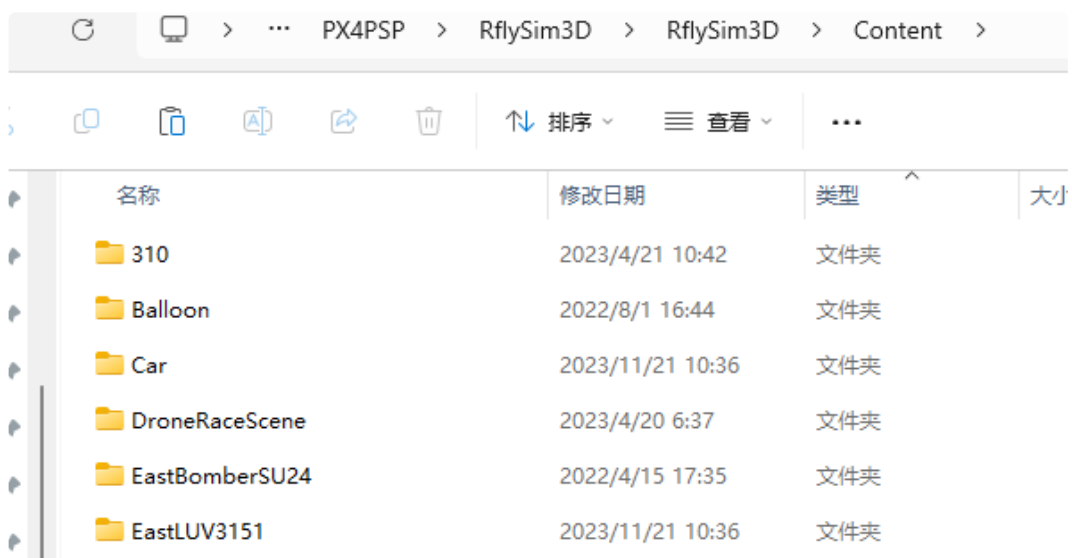 PX4PSP > RflySim3D > RflySim3D > Content >
排序 查看
名称 修改日期 类型 大小
310 2023/4/21 10:42 文件夹
Balloon 2022/8/1 16:44 文件夹
Car 2023/11/21 10:36 文件夹
DroneRaceScene 2023/4/20 6:37 文件夹
EastBomberSU24 2022/4/15 17:35 文件夹
EastLUV3151 2023/11/21 10:36 文件夹